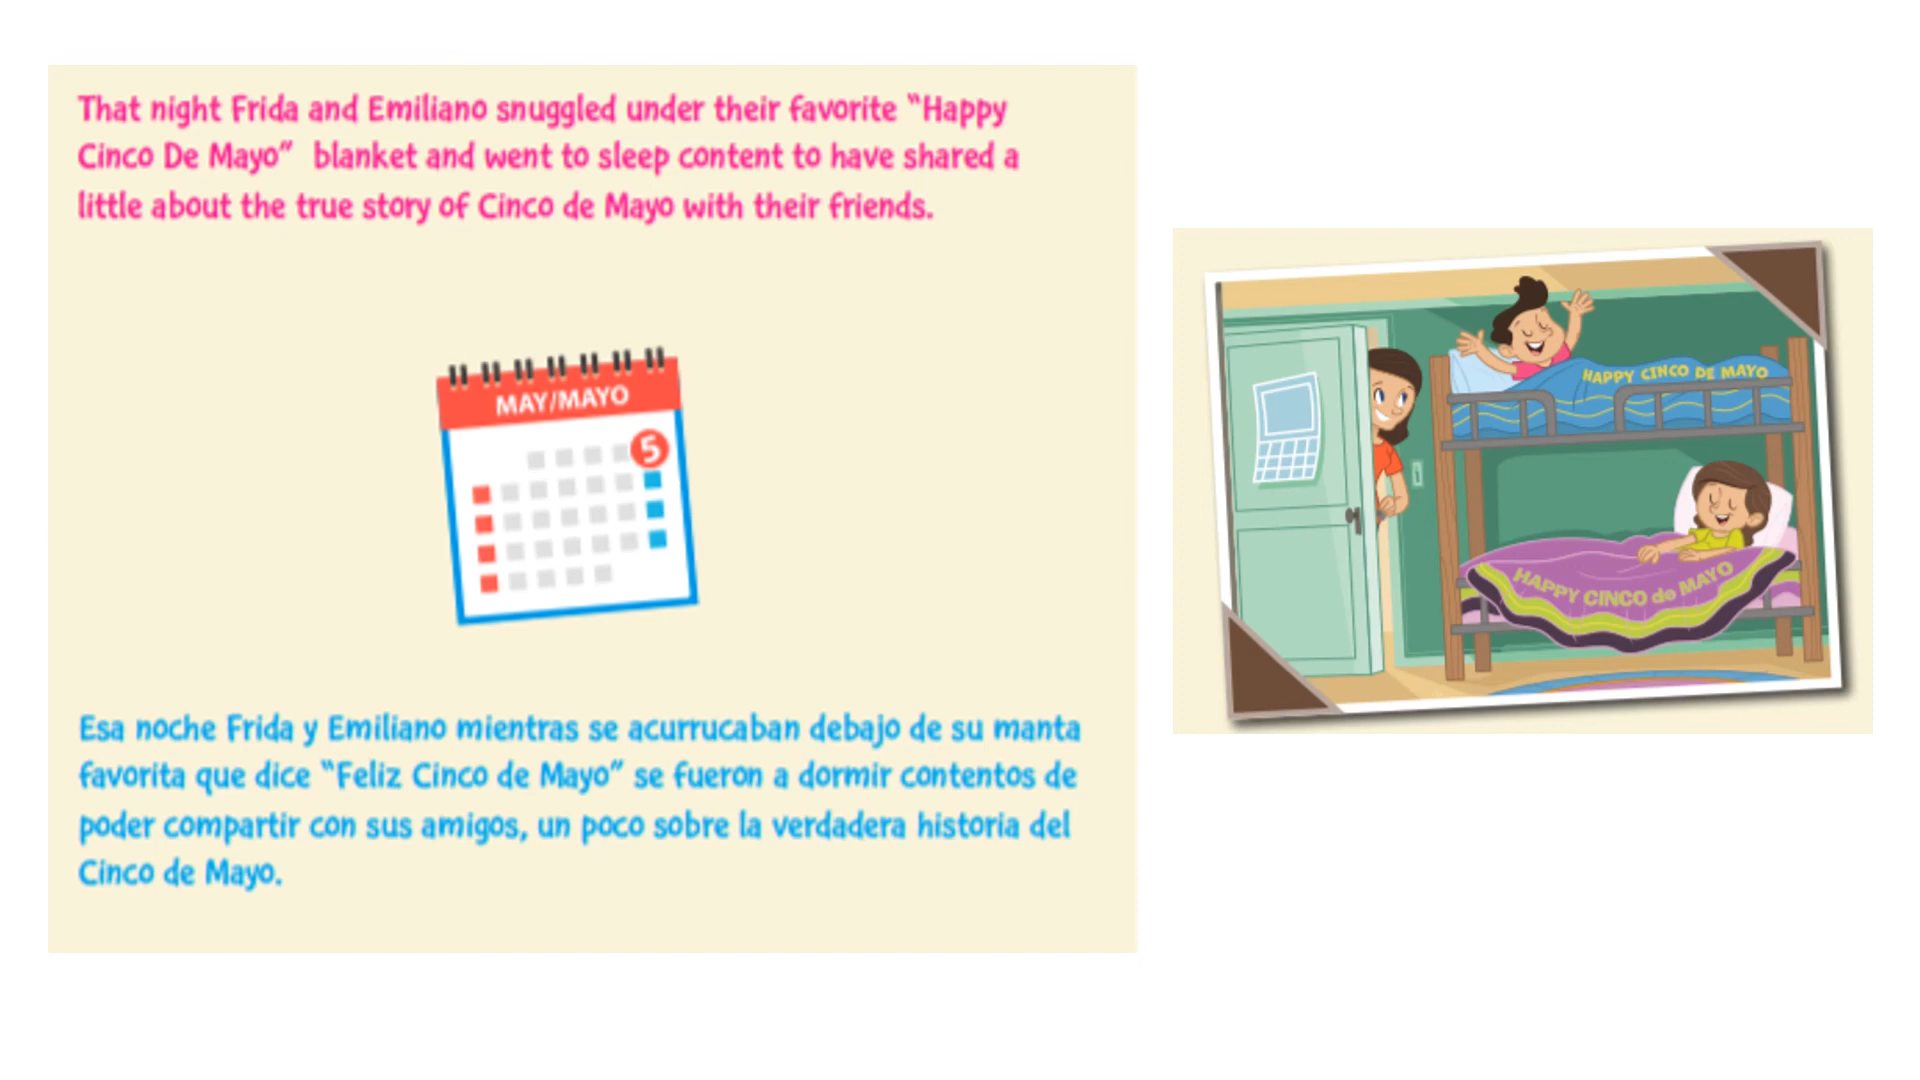 That night Frida and Emiliano snuggled under their favorite “Happy
Cinco De Mayo” blanket and went to sleep content to have shared a
little about the true story of Cinco de Mayo with their friends.
MAY/MAYO
5
Esa noche Frida y Emiliano mientras se acurrucaban debajo de su manta
favorita que dice “Feliz Cinco de Mayo” se fueron a dormir contentos de
poder compartir con sus amigos, un poco sobre la verdadera historia del
Cinco de Mayo.
HAPPY CINCO DE MAYO
HAPPY CINCO de MAYO